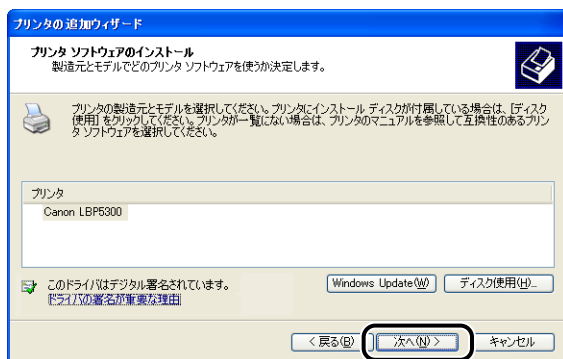 プリンタの追加ウィザード
プリンタ ソフトウェアのインストール
製造元とモデルでどのプリンタ ソフトウェアを使うか決定します。
プリンタの製造元とモデルを選択してください。プリンタにインストール ディスクが付属している場合は、[ディスク
使用] をクリックしてください。プリンタが一覧にない場合は、プリンタのマニュアルを参照して互換性のあるプリン
タ ソフトウェアを選択してください。
プリンタ
Canon LBP5300
このドライバはデジタル署名されています。
ドライバの署名が重要な理由
Windows Update(W)
ディスク使用(H)...
< 戻る(B)
次へ(N) >
キャンセル